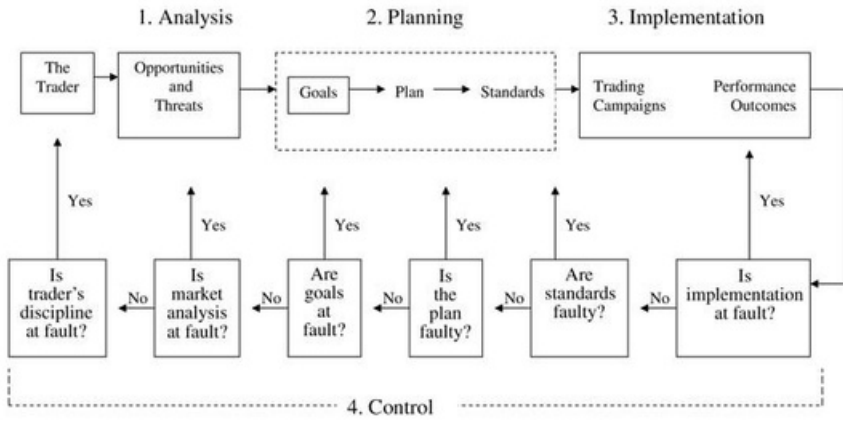 1. Analysis
2. Planning
3. Implementation
The
Trader
Opportunities
and
Threats
Goals
Plan
Standards
Trading
Campaigns
Performance
Outcomes
Yes
Yes
Yes
Yes
Yes
Yes
Is
trader's
discipline
at fault?
No
Is
market
analysis
at fault?
No
Are
goals
at
fault?
No
Is
the
plan
faulty?
No
Are
standards
faulty?
No
Is
implementation
at fault?
4. Control